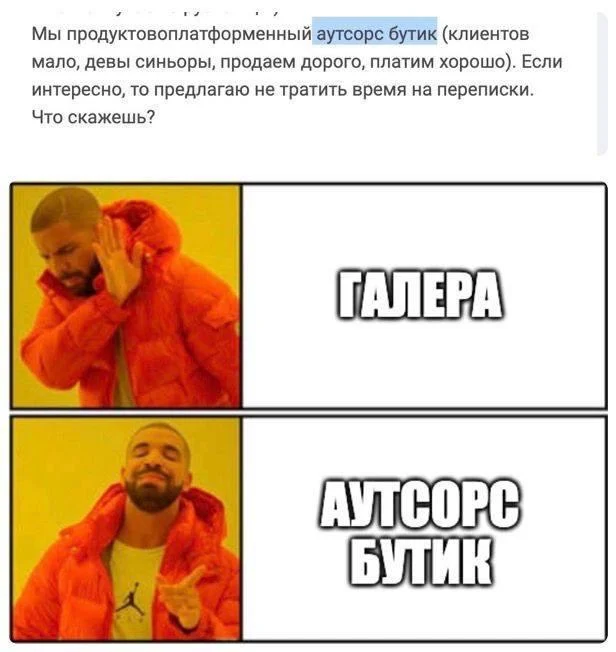 Мы продуктовоплатформенный аутсорс бутик (клиентов
мало, девы синьоры, продаем дорого, платим хорошо). Если
интересно, то предлагаю не тратить время на переписки.
Что скажешь?
ГАЛЕРА
АУТСОРС
БУТИК